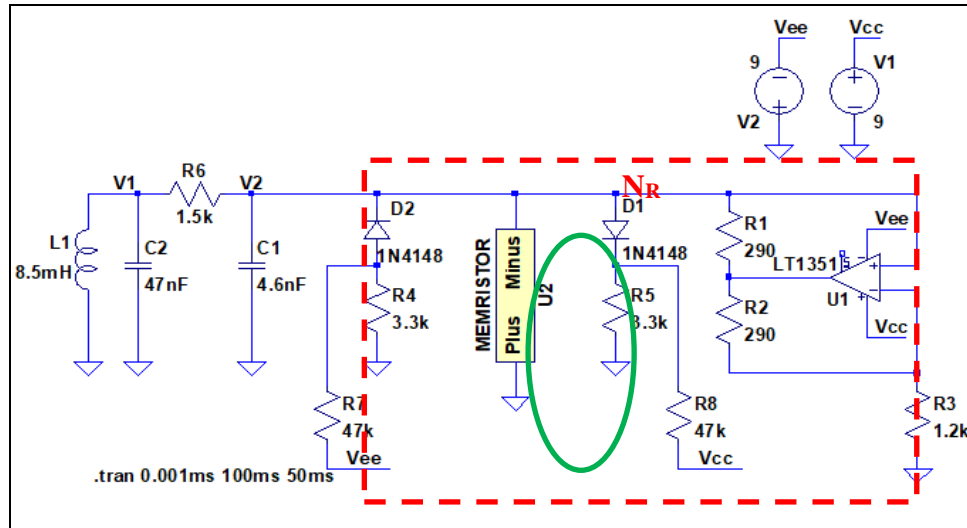 Vee Vcc
9 V1
V2 9
V1 R6 V2
1.5k
NR
D2
1N4148
D1
1N4148
R1
290
Vee
L1
8.5mH
C2
47nF
C1
4.6nF
R4
3.3k
MEMRISTOR
Minus
Plus
U2
R5
3.3k
LT1351
U1
R2
290
Vcc
R7
47k
Vee
R8
47k
Vcc
R3
1.2k
.tran 0.001ms 100ms 50ms